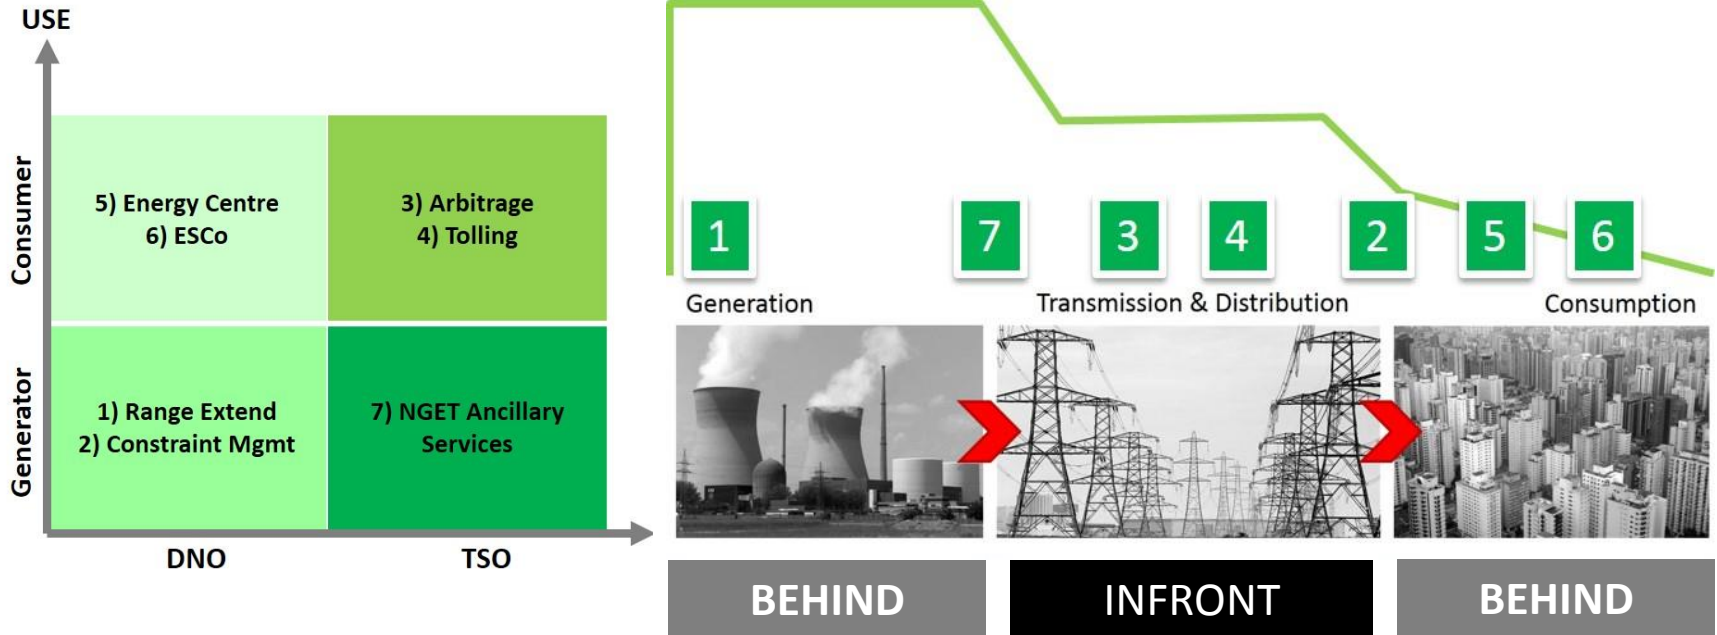 USE
Consumer
Generator
5) Energy Centre
6) ESCo
3) Arbitrage
4) Tolling
1) Range Extend
2) Constraint Mgmt
7) NGET Ancillary
Services
DNO
TSO
1
7
3
4
2
5
6
Generation
Transmission & Distribution
Consumption
BEHIND
INFRONT
BEHIND